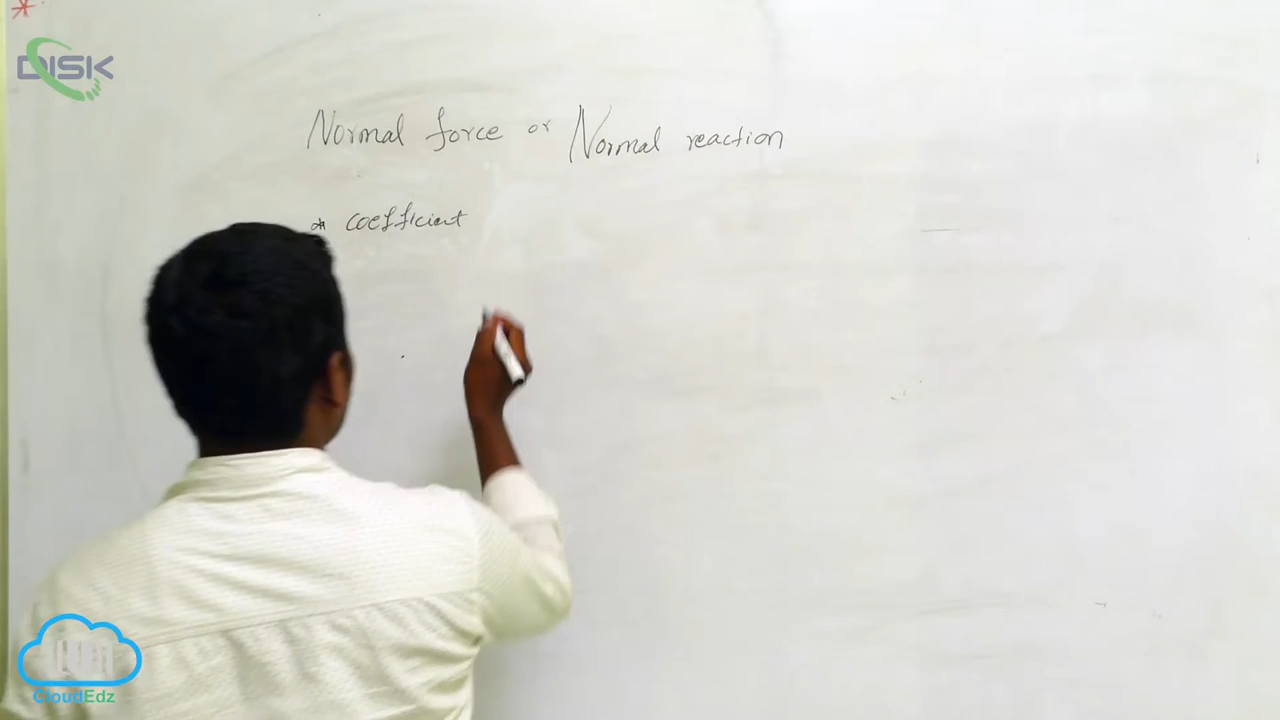 *
DISK
Normal force or Normal reaction
* coefficient
CloudEdz